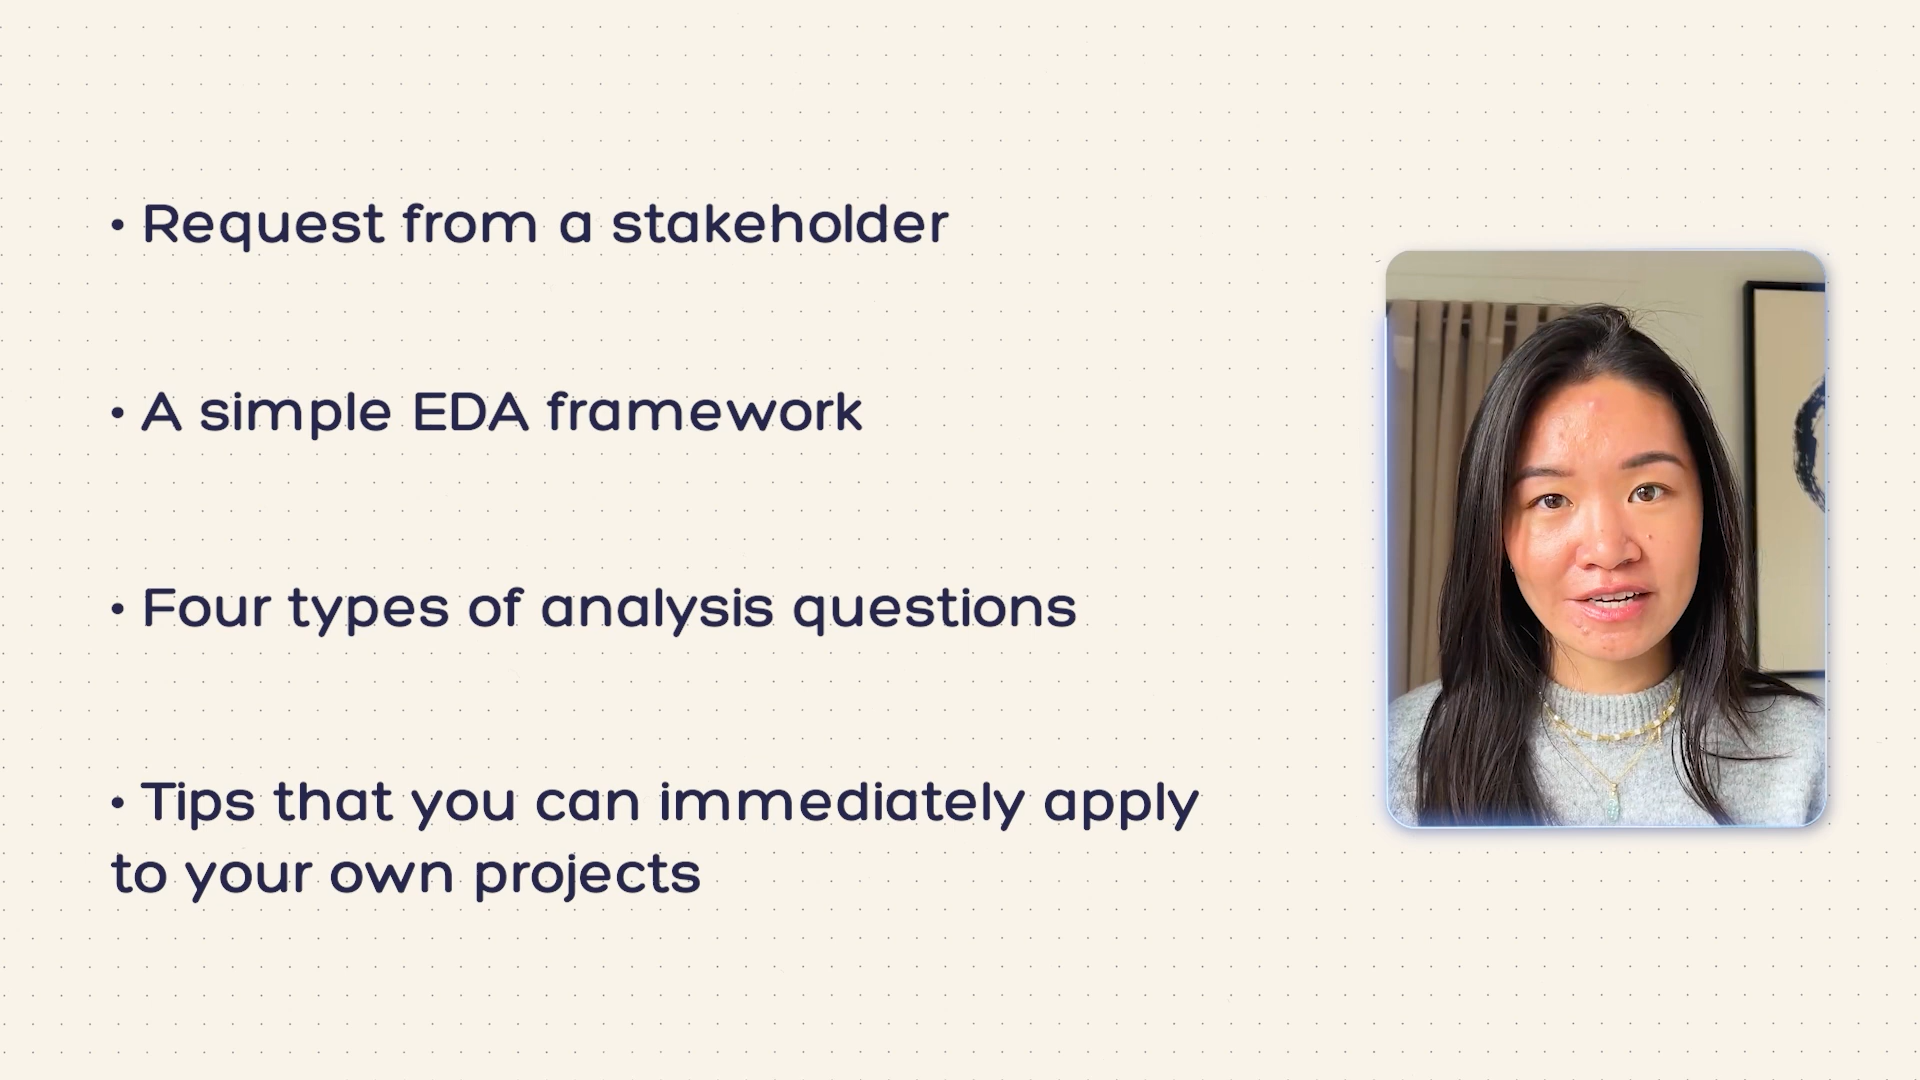 • Request from a stakeholder
• A simple EDA framework
• Four types of analysis questions
• Tips that you can immediately apply
to your own projects